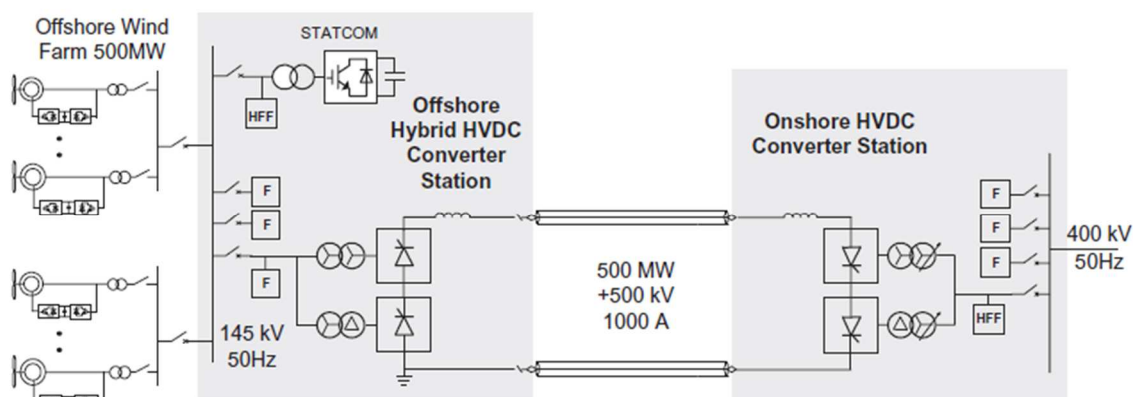 Offshore Wind
Farm 500MW
STATCOM
HFF
Offshore
Hybrid HVDC
Converter
Station
F
F
F
145 kV
50Hz
500 MW
+500 kV
1000 A
Onshore HVDC
Converter Station
F
F
F
HFF
400 kV
50Hz